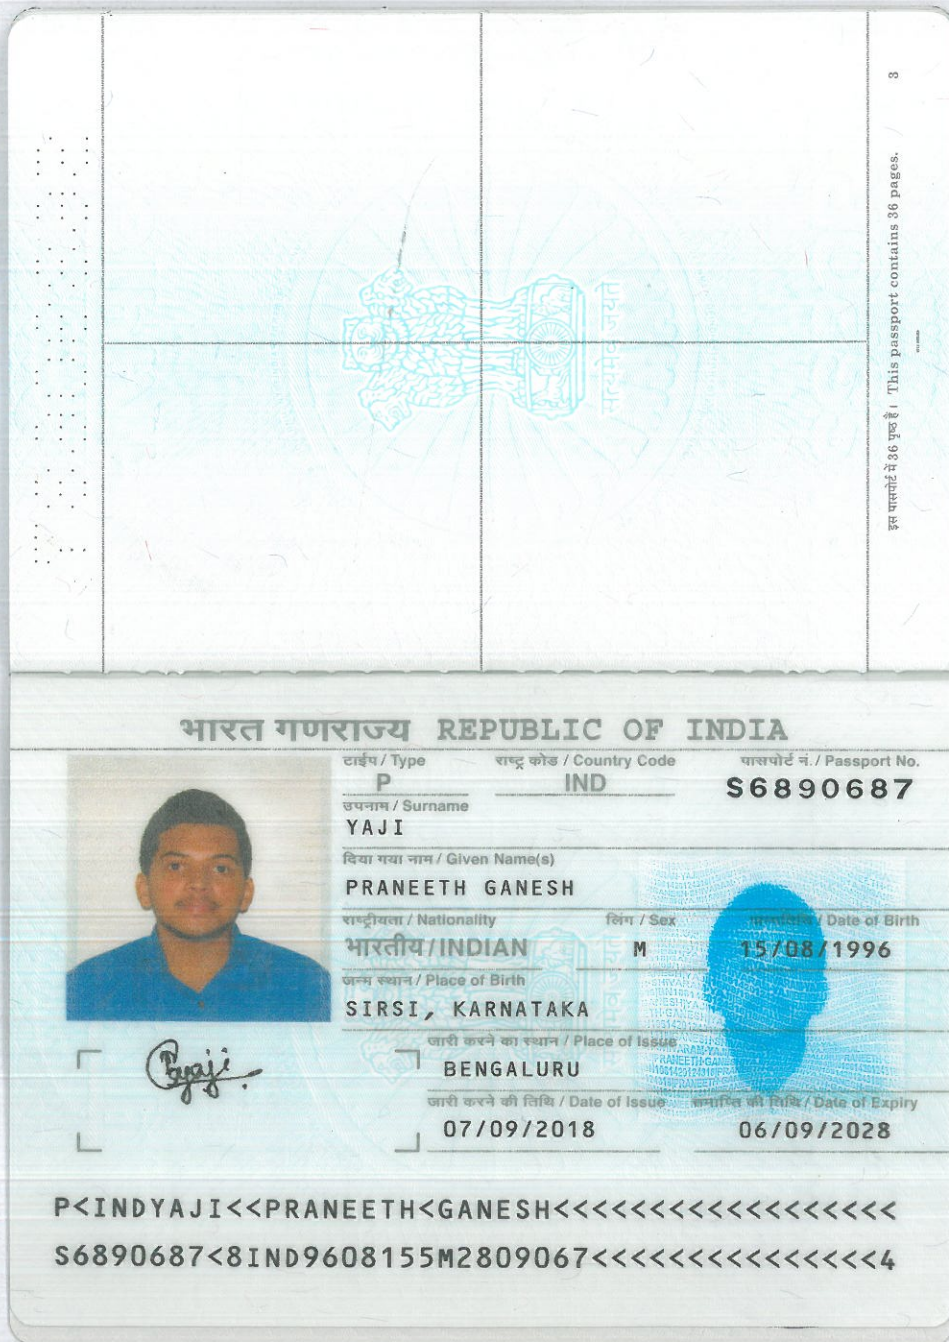 3
इस पासपोर्ट में 36 पृष्ठ है। This passport contains 36 pages.
भारत गणराज्य REPUBLIC OF INDIA
टाईप / Type राष्ट्र कोड / Country Code पासपोर्ट नं. / Passport No.
P IND S6890687
उपनाम / Surname
YAJI
दिया गया नाम / Given Name(s)
PRANEETH GANESH
राष्ट्रीयता / Nationality लिंग / Sex / Date of Birth
भारतीय / INDIAN M 15/08/1996
जन्म स्थान / Place of Birth
SIRSI, KARNATAKA
जारी करने का स्थान / Place of Issue
BENGALURU
जारी करने की तिथि / Date of Issue समाप्ति की तिथि / Date of Expiry
07/09/2018 06/09/2028
P<INDYAJI<<PRANEETH<GANESH<<<<<<<<<<<<<<<<<<
S6890687<8IND9608155M2809067<<<<<<<<<<<<<<<4